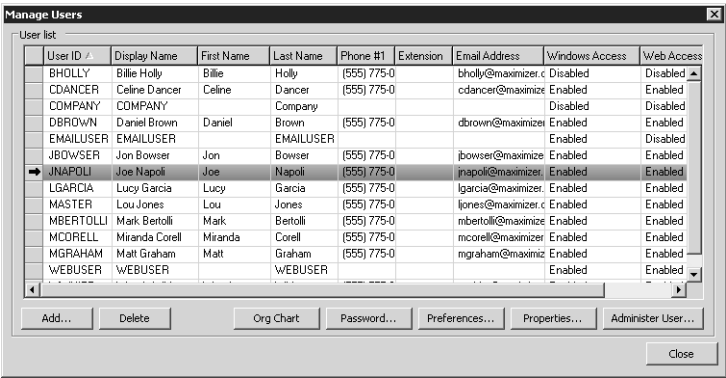 Manage Users
User list
User ID Display Name First Name Last Name Phone #1 Extension Email Address Windows Access Web Access
BHOLLY Billie Holly Billie Holly (555) 775-0 bholly@maximizer.c Disabled Disabled
CDANCER Celine Dancer Celine Dancer (555) 775-0 cdancer@maximizer Enabled Enabled
COMPANY COMPANY Company Disabled Disabled
DBROWN Daniel Brown Daniel Brown (555) 775-0 dbrown@maximizer Enabled Enabled
EMAILUSER EMAILUSER EMAILUSER Enabled Disabled
JBOWSER Jon Bowser Jon Bowser (555) 775-0 jbowser@maximize Enabled Enabled
JNAPOLI Joe Napoli Joe Napoli (555) 775-0 jnapoli@maximizer. Enabled Enabled
LGARCIA Lucy Garcia Lucy Garcia (555) 775-0 lgarcia@maximizer. Enabled Enabled
MASTER Lou Jones Lou Jones (555) 775-0 ljones@maximizer.c Enabled Enabled
MBERTOLLI Mark Bertolli Mark Bertolli (555) 775-0 mbertolli@maximize Enabled Enabled
MCORELL Miranda Corell Miranda Corell (555) 775-0 mcorell@maximizer Enabled Enabled
MGRAHAM Matt Graham Matt Graham (555) 775-0 mgraham@maximiz Enabled Enabled
WEBUSER WEBUSER WEBUSER Enabled Enabled
Add... Delete Org Chart Password... Preferences... Properties... Administer User...
Close